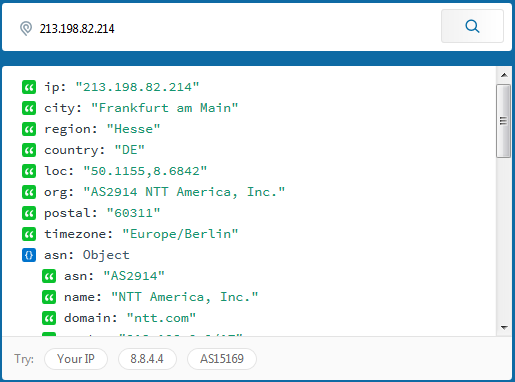 213.198.82.214
ip: "213.198.82.214"
city: "Frankfurt am Main"
region: "Hesse"
country: "DE"
loc: "50.1155,8.6842"
org: "AS2914 NTT America, Inc."
postal: "60311"
timezone: "Europe/Berlin"
{} asn: Object
asn: "AS2914"
name: "NTT America, Inc."
domain: "ntt.com"
Try: Your IP 8.8.4.4 AS15169